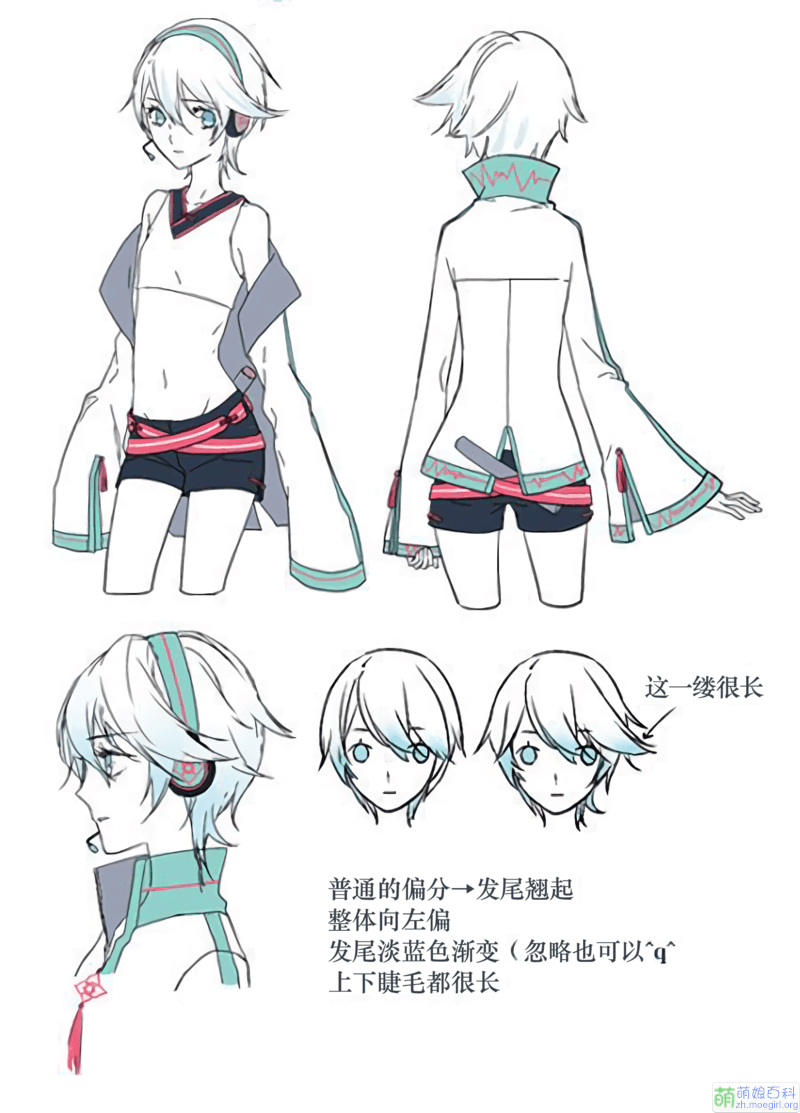 这一缕很长
普通的偏分→发尾翘起
整体向左偏
发尾淡蓝色渐变（忽略也可以^q^
上下睫毛都很长
萌 萌娘百科
zh.moegirl.org